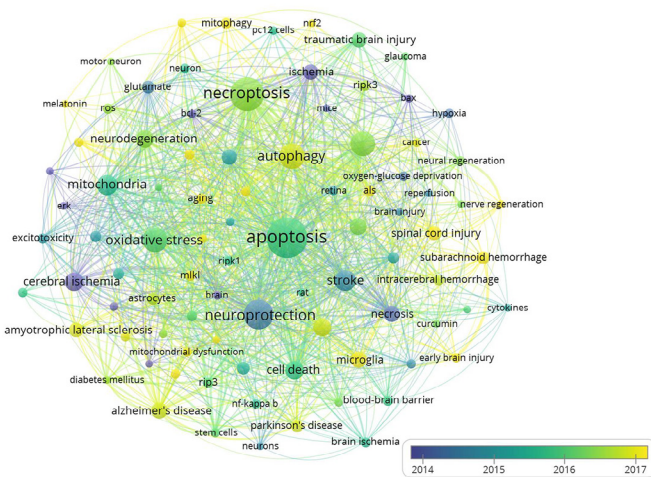 mitophagy
nrf2
pc12 cells
traumatic brain injury
glaucoma
motor neuron
neuron
ischemia
glutamate
necroptosis
ripk3
melatonin
ros
bcl-2
mice
bax
hypoxia
neurodegeneration
cancer
autophagy
neural regeneration
mitochondria
oxygen-glucose deprivation
retina
als
reperfusion
aging
erk
brain injury
nerve regeneration
excitotoxicity
oxidative stress
apoptosis
spinal cord injury
ripk1
subarachnoid hemorrhage
mlkl
cerebral ischemia
stroke
intracerebral hemorrhage
astrocytes
brain
rat
cytokines
neuroprotection
necrosis
curcumin
amyotrophic lateral sclerosis
mitochondrial dysfunction
microglia
early brain injury
cell death
diabetes mellitus
rip3
nf-kappa b
blood-brain barrier
alzheimer's disease
parkinson's disease
stem cells
neurons
brain ischemia
2014 2015 2016 2017